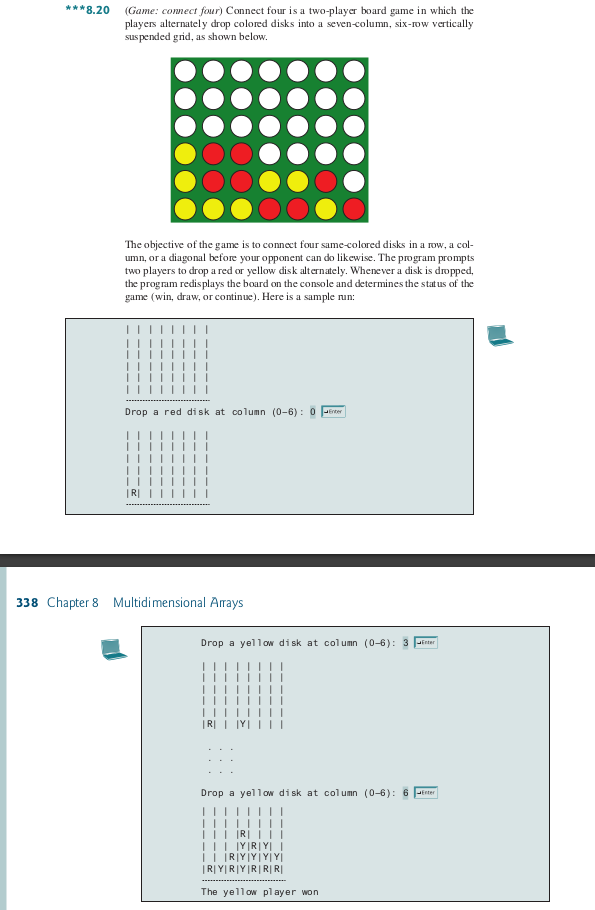 ***8.20 (Game: connect four) Connect four is a two-player board game in which the
players alternately drop colored disks into a seven-column, six-row vertically
suspended grid, as shown below.
The objective of the game is to connect four same-colored disks in a row, a col-
umn, or a diagonal before your opponent can do likewise. The program prompts
two players to drop a red or yellow disk alternately. Whenever a disk is dropped,
the program redisplays the board on the console and determines the status of the
game (win, draw, or continue). Here is a sample run:
| | | | | | | |
| | | | | | | |
| | | | | | | |
| | | | | | | |
| | | | | | | |
| | | | | | | |
-----------------------------
Drop a red disk at column (0–6): 0 ↵Enter
| | | | | | | |
| | | | | | | |
| | | | | | | |
| | | | | | | |
| | | | | | | |
|R| | | | | | |
-----------------------------
338 Chapter 8 Multidimensional Arrays
Drop a yellow disk at column (0–6): 3 ↵Enter
| | | | | | | |
| | | | | | | |
| | | | | | | |
| | | | | | | |
| | | | | | | |
|R| | |Y| | | |
. . .
. . .
. . .
Drop a yellow disk at column (0–6): 6 ↵Enter
| | | | | | | |
| | | | | | | |
| | | |R| | | |
| | | |Y|R|Y| |
| | |R|Y|Y|Y|Y|
|R|Y|R|Y|R|R|R|
-----------------------------
The yellow player won